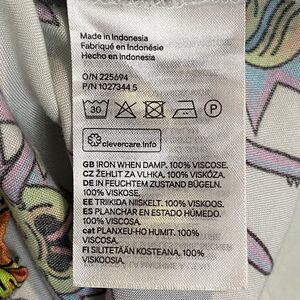 Made in Indonesia
Fabriqué en Indonésie
Hecho en Indonesia
O/N 225694
P/N 1027344.5
30
P
clevercare.info
GB IRON WHEN DAMP. 100% VISCOSE.
CZ ŽEHLIT ZA VLHKA. 100% VISKÓZA.
DE IN FEUCHTEM ZUSTAND BÜGELN.
100% VISKOSE.
EE TRIIKIDA NIISKELT. 100% VISKOOS.
ES PLANCHAR EN ESTADO HÚMEDO.
100% VISCOSA.
cat PLANXEU-HO HUMIT. 100%
VISCOSA.
FI SILITETÄÄN KOSTEANA. 100%
VISKOOSIA.